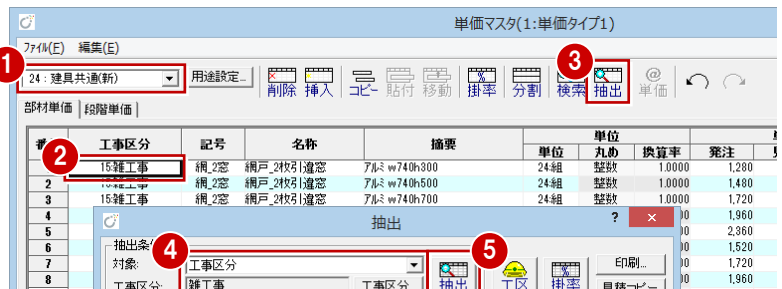 単価マスタ(1:単価タイプ1)
ファイル(F) 編集(E)
1
3
24 : 建具共通(新) 用途設定... 削除 挿入 コピー 貼付 移動 掛率 分割 検索 抽出 単価
部材単価 段階単価
工事区分 記号 名称 摘要 単位
単位 丸め 換算率 発注
2
15:雑工事 網_2窓 網戸_2枚引違窓 アルミ w740h300 24:組 整数 1.0000 1,280
2 15:雑工事 網_2窓 網戸_2枚引違窓 アルミ w740h500 24:組 整数 1.0000 1,480
3 15:雑工事 網_2窓 網戸_2枚引違窓 アルミ w740h700 24:組 整数 1.0000 1,720
4 00 1,960
5 00 2,360
6 00 1,520
7 00 1,720
8 00 1,960
抽出 ? ×
抽出条
4
5
対象: 工事区分 抽出 工区 掛率 印刷...
工事区分: 雑工事 工事区分 見積コピー